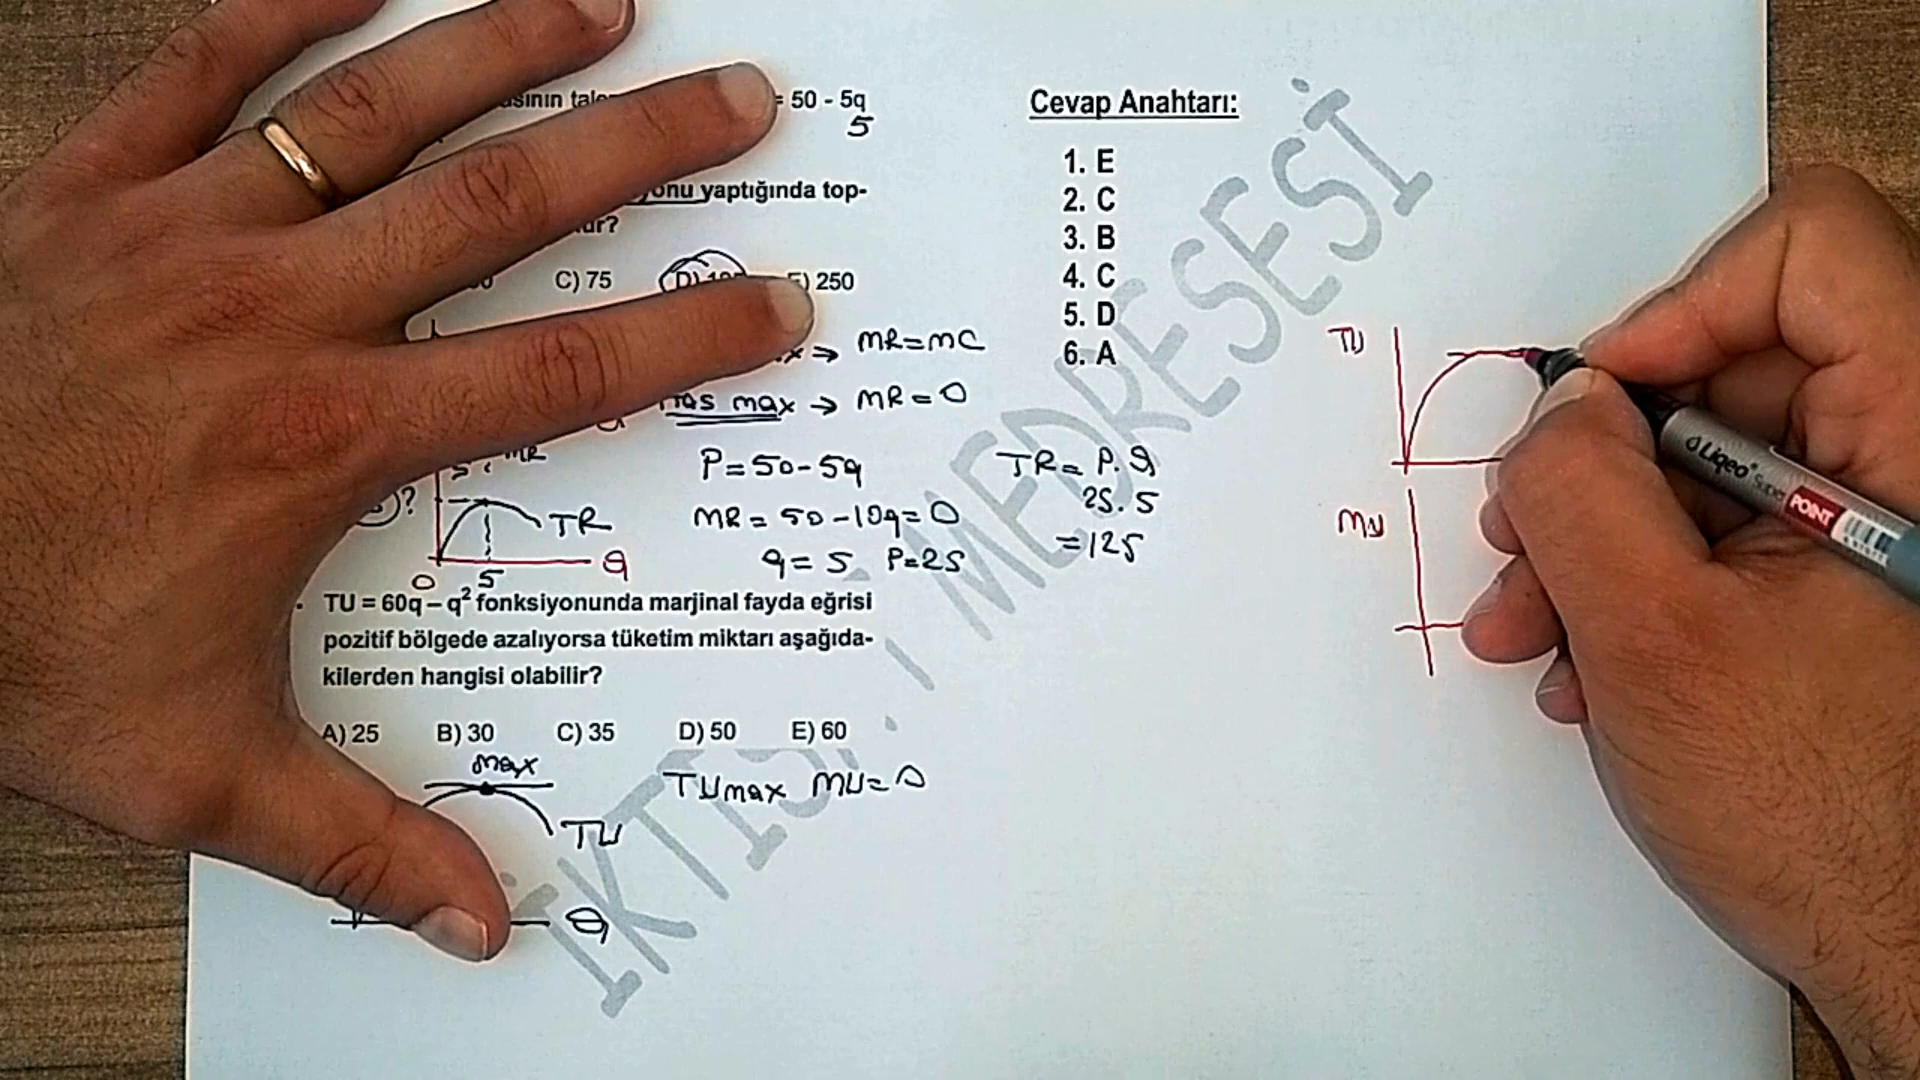 = 50 - 5q
5
yaptığında top-
C) 75 E) 250
MR=MC
max → MR=0
P=50-5q
MR= 50-10q=0
q= 5 P=25
TR
q
0 5
TU = 60q – q² fonksiyonunda marjinal fayda eğrisi
pozitif bölgede azalıyorsa tüketim miktarı aşağıda-
kilerden hangisi olabilir?
A) 25 B) 30 C) 35 D) 50 E) 60
max
TU
TUmax MU=0
Q
Cevap Anahtarı:
1. E
2. C
3. B
4. C
5. D
6. A
TR= P.q
25.5
=125
TU
MU
İKTİSAT MEDRESESİ
Liqeo Super POINT